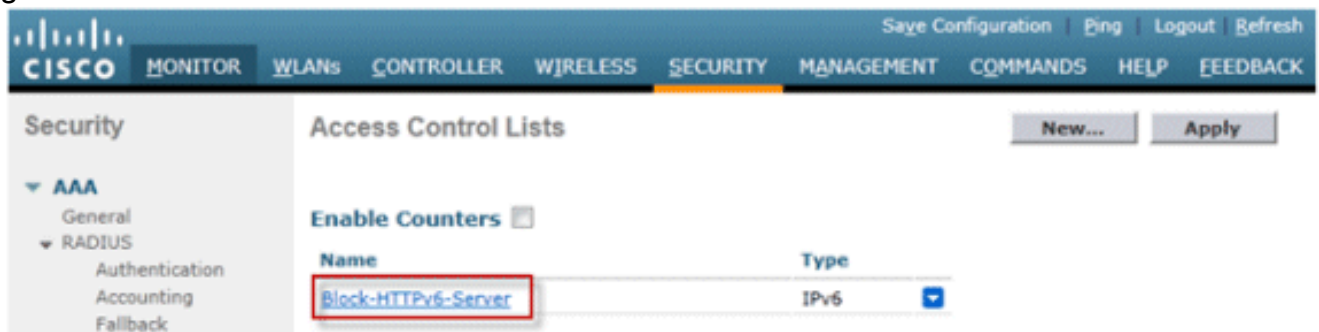 Save Configuration | Ping | Logout | Refresh
CISCO MONITOR WLANs CONTROLLER WIRELESS SECURITY MANAGEMENT COMMANDS HELP FEEDBACK
Security
Access Control Lists
New...
Apply
AAA
General
RADIUS
Authentication
Accounting
Fallback
Enable Counters
Name Type
Block-HTTPv6-Server IPv6